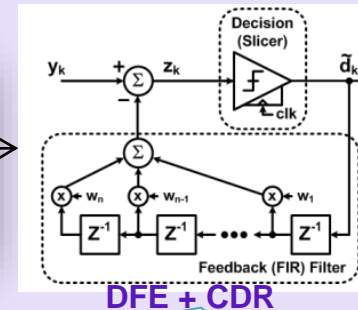 Decision
(Slicer)
yₖ
+
Σ
zₖ
d̃ₖ
−
clk
Σ
x
wₙ
x
wₙ₋₁
x
w₁
Z⁻¹
Z⁻¹
•••
Z⁻¹
Feedback (FIR) Filter
DFE + CDR